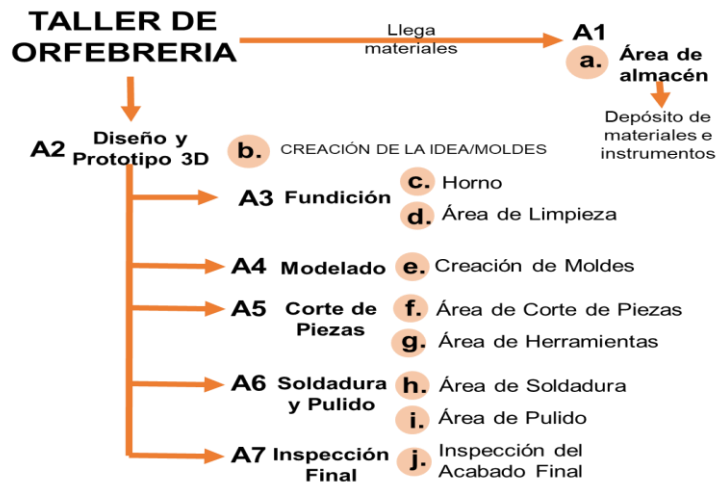 TALLER DE
ORFEBRERIA
Llega
materiales
A1
a.
Área de
almacén
Depósito de
materiales e
instrumentos
A2 Diseño y
Prototipo 3D
b. CREACIÓN DE LA IDEA/MOLDES
A3 Fundición
c. Horno
d. Área de Limpieza
A4 Modelado
e. Creación de Moldes
A5 Corte de
Piezas
f. Área de Corte de Piezas
g. Área de Herramientas
A6 Soldadura
y Pulido
h. Área de Soldadura
i. Área de Pulido
A7 Inspección
Final
j. Inspección del
Acabado Final